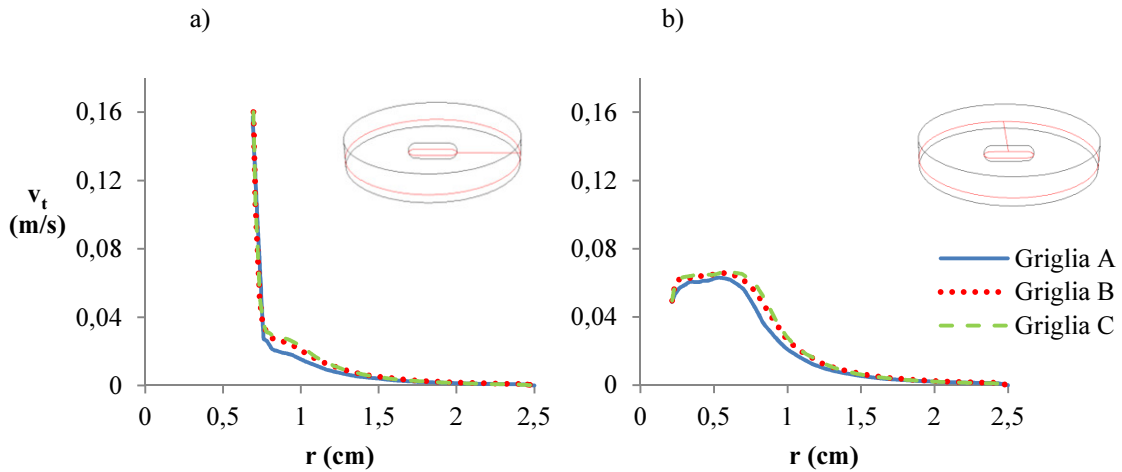 a)
b)
0,16
0,12
0,08
0,04
0
v_t
(m/s)
0 0,5 1 1,5 2 2,5
r (cm)
0,16
0,12
0,08
0,04
0
0 0,5 1 1,5 2 2,5
r (cm)
Griglia A
Griglia B
Griglia C